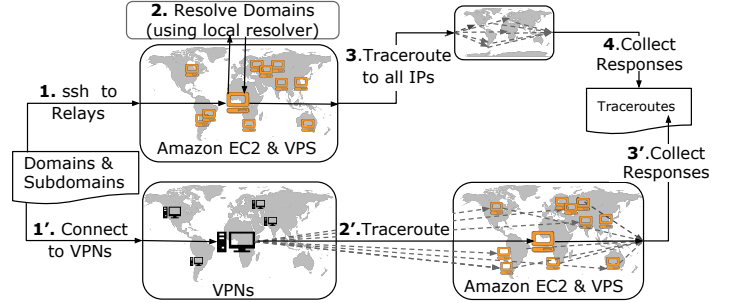 2. Resolve Domains
(using local resolver)
3.Traceroute
to all IPs
4.Collect
Responses
1. ssh to
Relays
Traceroutes
Amazon EC2 & VPS
Domains &
Subdomains
3'.Collect
Responses
1'. Connect
to VPNs
2'.Traceroute
VPNs
Amazon EC2 & VPS